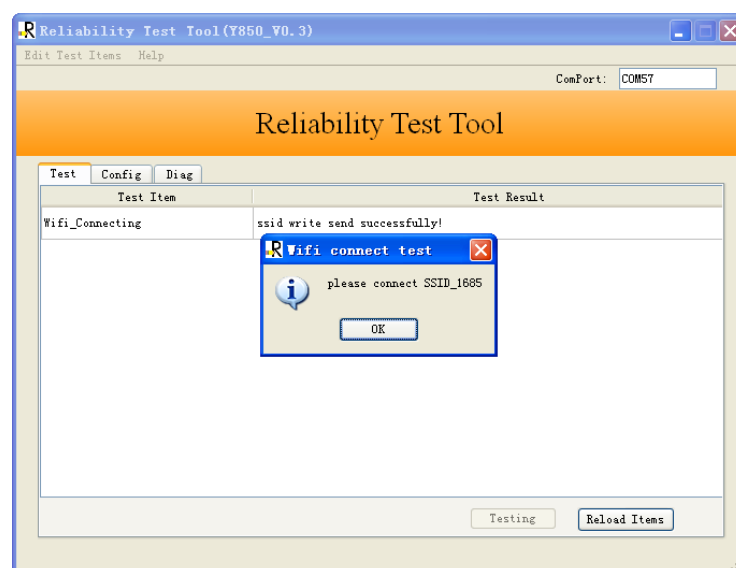 Reliability Test Tool(Y850_V0.3)
Edit Test Items Help
ComPort: COM57
Reliability Test Tool
Test Config Diag
Test Item Test Result
Wifi_Connecting ssid write send successfully!
Wifi connect test
please connect SSID_1685
OK
Testing Reload Items